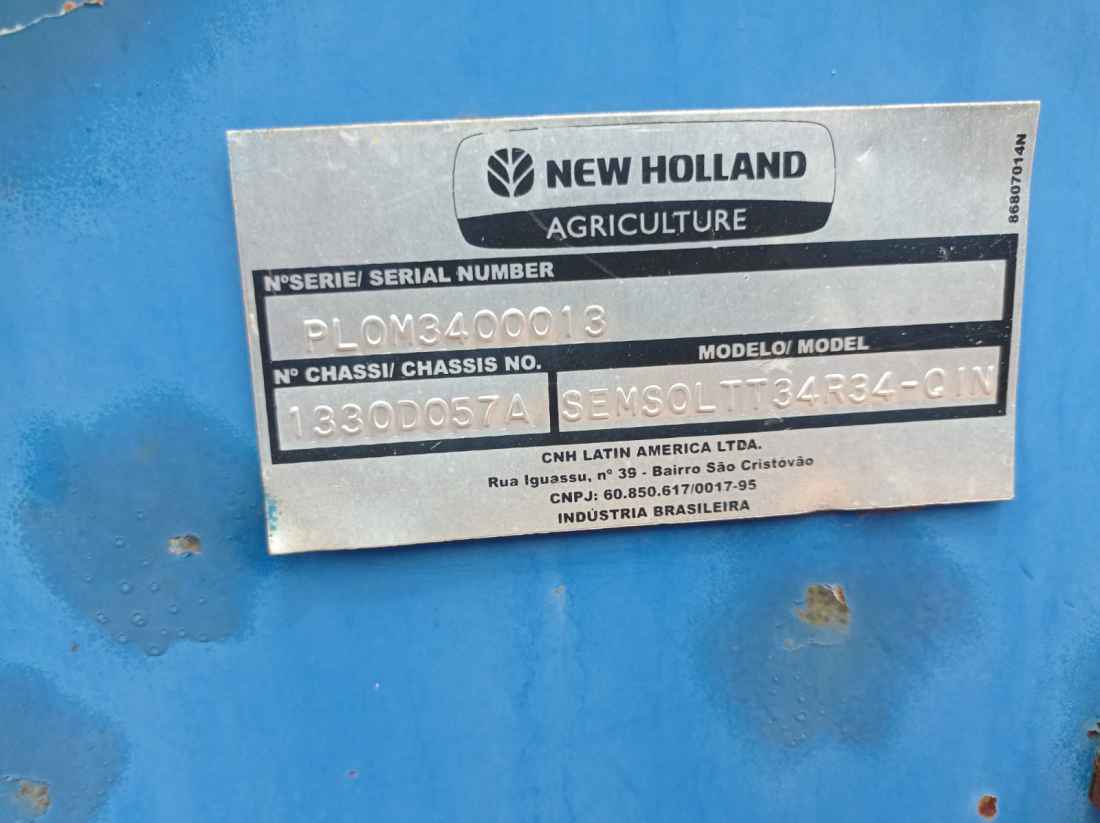 NEW HOLLAND
AGRICULTURE
86807014N
NºSERIE/ SERIAL NUMBER
PL0M3400013
Nº CHASSI/ CHASSIS NO.
MODELO/ MODEL
1330D057A
SEMSOLTT34R34-QIN
CNH LATIN AMERICA LTDA.
Rua Iguassu, nº 39 - Bairro São Cristóvão
CNPJ: 60.850.617/0017-95
INDÚSTRIA BRASILEIRA